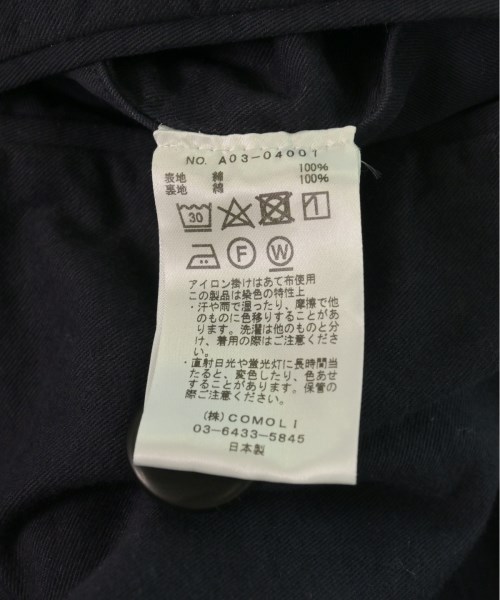 NO. A03-04001
表地 綿 100%
裏地 綿 100%
30
F W
アイロン掛けはあて布使用
この製品は染色の特性上
・汗や雨で湿ったり、摩擦で他
のものに色移りすることがあ
ります。洗濯は他のものと分
け、着用の際はご注意くださ
い。
・直射日光や蛍光灯に長時間当
たると、変色したり、色あせ
することがあります。保管の
際ご注意ください。
(株)COMOLI
03-6433-5845
日本製